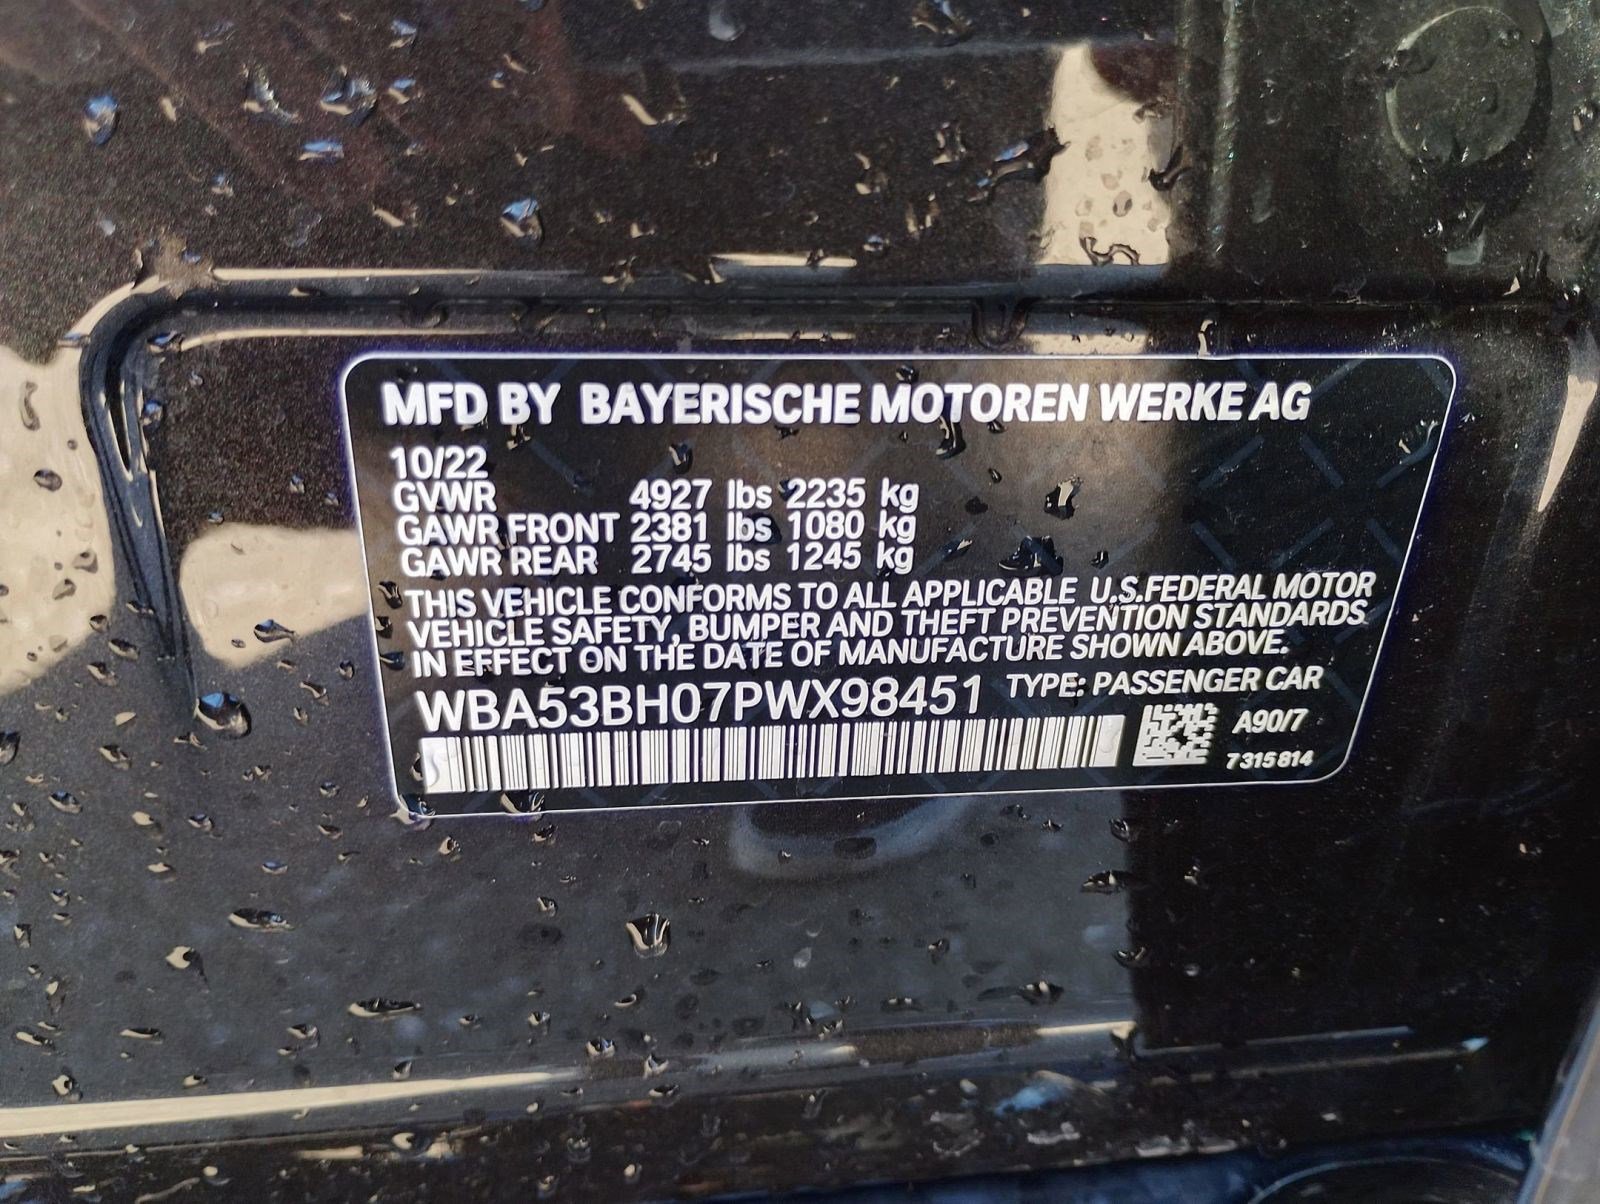 MFD BY BAYERISCHE MOTOREN WERKE AG
10/22
GVWR 4927 lbs 2235 kg
GAWR FRONT 2381 lbs 1080 kg
GAWR REAR 2745 lbs 1245 kg
THIS VEHICLE CONFORMS TO ALL APPLICABLE U.S.FEDERAL MOTOR
VEHICLE SAFETY, BUMPER AND THEFT PREVENTION STANDARDS
IN EFFECT ON THE DATE OF MANUFACTURE SHOWN ABOVE.
WBA53BH07PWX98451 TYPE: PASSENGER CAR
A90/7
7315814